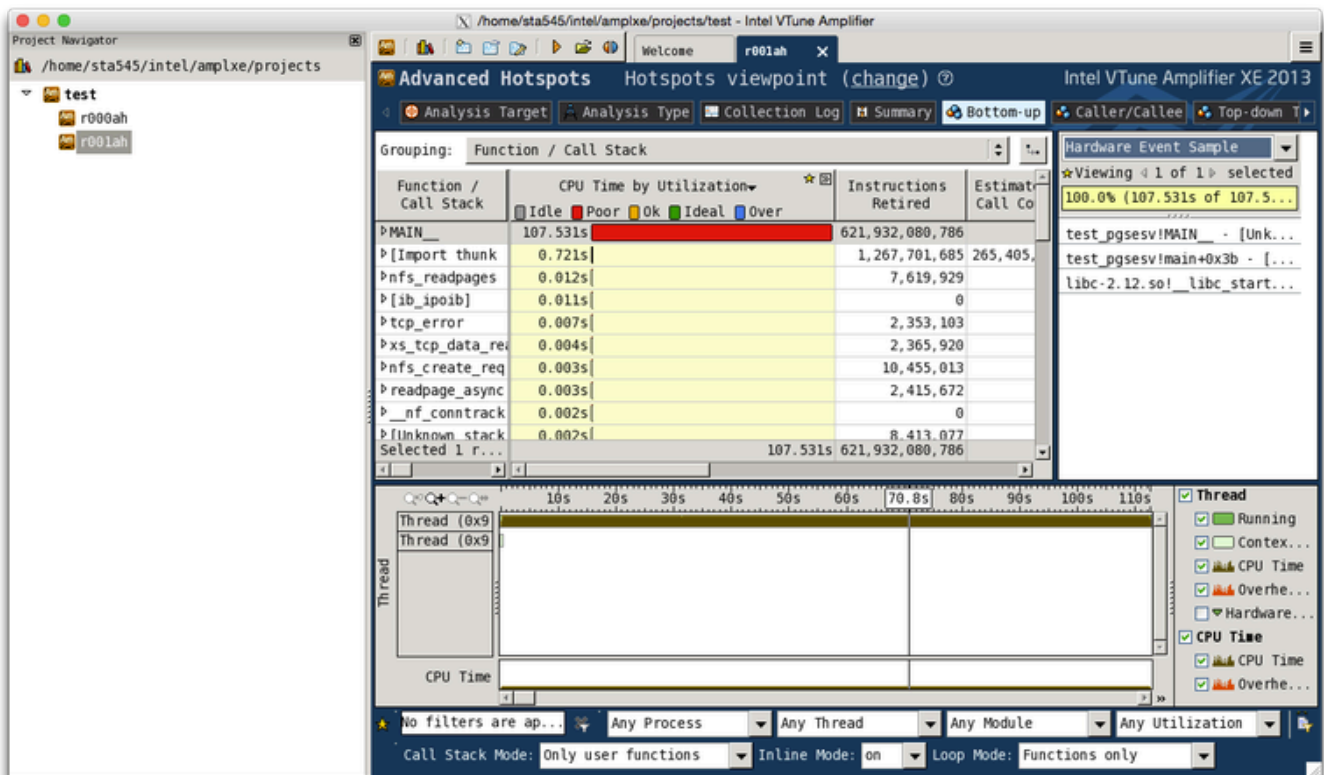 /home/sta545/intel/amplxe/projects/test - Intel VTune Amplifier
Project Navigator
/home/sta545/intel/amplxe/projects
test
r000ah
r001ah
Welcome r001ah
Advanced Hotspots Hotspots viewpoint (change) Intel VTune Amplifier XE 2013
Analysis Target Analysis Type Collection Log Summary Bottom-up Caller/Callee Top-down T
Grouping: Function / Call Stack
Function / Call Stack
CPU Time by Utilization
Idle Poor Ok Ideal Over
Instructions Retired
Estimat
Call Co
MAIN__ 107.531s 621,932,080,786
[Import thunk 0.721s 1,267,701,685 265,405,
nfs_readpages 0.012s 7,619,929
[ib_ipoib] 0.011s 0
tcp_error 0.007s 2,353,103
xs_tcp_data_rea 0.004s 2,365,920
nfs_create_req 0.003s 10,455,013
readpage_async 0.003s 2,415,672
__nf_conntrack 0.002s 0
[Unknown stack 0.002s 8,413,077
Selected 1 r... 107.531s 621,932,080,786
Hardware Event Sample
Viewing 1 of 1 selected
100.0% (107.531s of 107.5...
test_pgsesv!MAIN__ - [Unk...
test_pgsesv!main+0x3b - [...
libc-2.12.so!__libc_start...
10s 20s 30s 40s 50s 60s 70.8s 80s 90s 100s 110s
Thread (0x9
Thread (0x9
Thread
CPU Time
Thread
Running
Contex...
CPU Time
Overhe...
Hardware...
CPU Time
CPU Time
Overhe...
No filters are ap... Any Process Any Thread Any Module Any Utilization
Call Stack Mode: Only user functions Inline Mode: on Loop Mode: Functions only